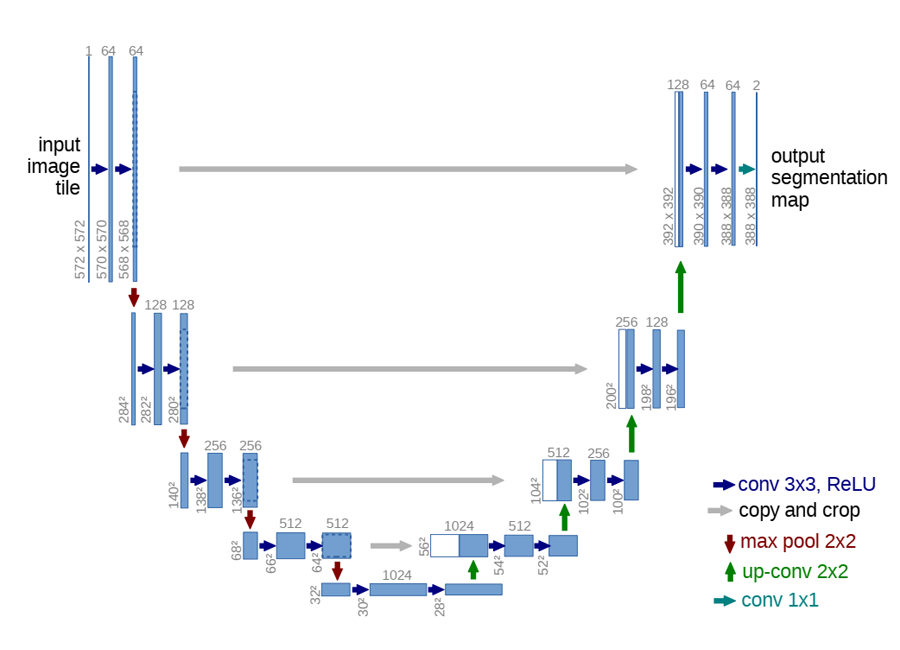 1 64 64
input
image
tile
572 x 572
570 x 570
568 x 568
128 64 64 2
output
segmentation
map
392 x 392
390 x 390
388 x 388
388 x 388
128 128
284²
282²
280²
256 128
200²
198²
196²
256 256
140²
138²
136²
512 256
104²
102²
100²
512 512
68²
66²
64²
1024 512
56²
54²
52²
1024
32²
30²
28²
conv 3x3, ReLU
copy and crop
max pool 2x2
up-conv 2x2
conv 1x1